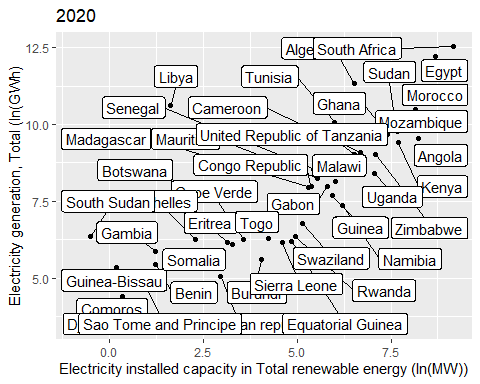 2020
Electricity generation, Total (ln(GWh)
12.5
10.0
7.5
5.0
Alge
South Africa
Egypt
Libya
Tunisia
Sudan
Morocco
Senegal
Cameroon
Ghana
Mozambique
Madagascar
Maurit
United Republic of Tanzania
Angola
Botswana
Congo Republic
Malawi
Kenya
South Sudan
nelles
Cape Verde
Gabon
Uganda
Gambia
Eritrea
Togo
Guinea
Zimbabwe
Somalia
Swaziland
Namibia
Guinea-Bissau
Benin
Burundi
Sierra Leone
Rwanda
Comoros
D
Sao Tome and Principe
an rep
Equatorial Guinea
0.0
2.5
5.0
7.5
Electricity installed capacity in Total renewable energy (ln(MW))